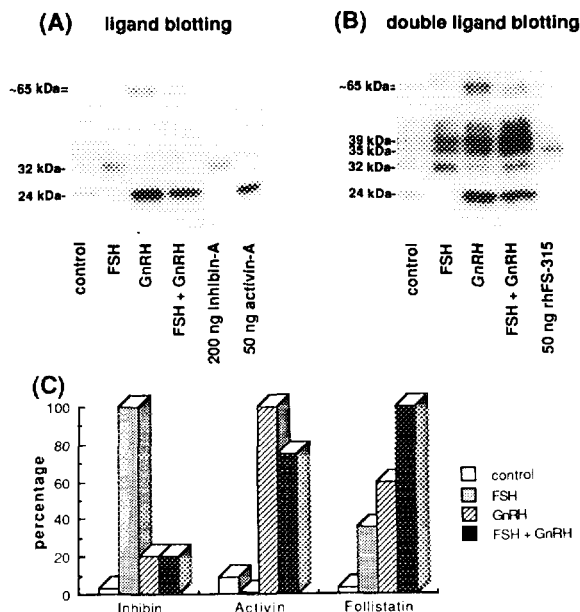 (A) ligand blotting
~65 kDa=
32 kDa-
24 kDa-
control
FSH
GnRH
FSH + GnRH
200 ng inhibin-A
50 ng activin-A
(B) double ligand blotting
~65 kDa=
39 kDa-
35 kDa-
32 kDa-
24 kDa-
control
FSH
GnRH
FSH + GnRH
50 ng rhFS-315
(C)
percentage
100
80
60
40
20
0
Inhibin Activin Follistatin
control
FSH
GnRH
FSH + GnRH